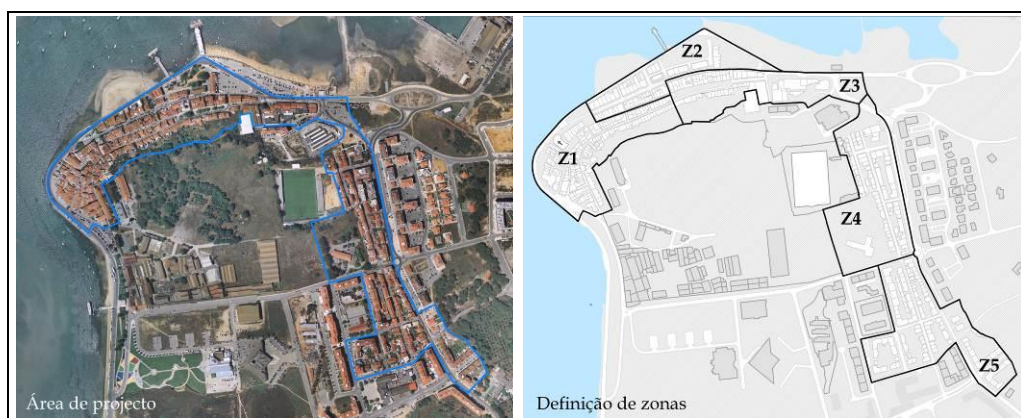 Área de projecto
Z2
Z3
Z1
Z4
Z5
Definição de zonas